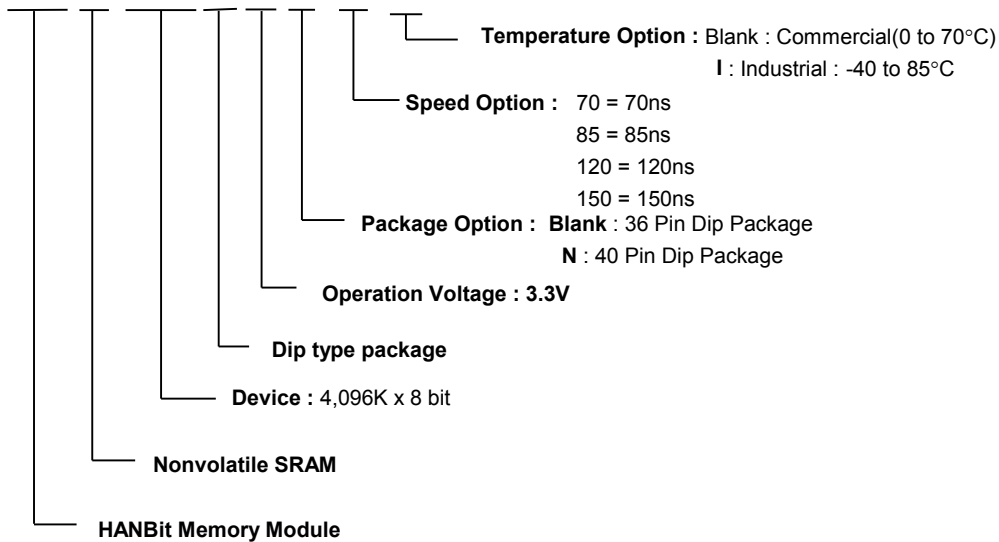 Temperature Option : Blank : Commercial(0 to 70°C)
I : Industrial : -40 to 85°C
Speed Option : 70 = 70ns
85 = 85ns
120 = 120ns
150 = 150ns
Package Option : Blank : 36 Pin Dip Package
N : 40 Pin Dip Package
Operation Voltage : 3.3V
Dip type package
Device : 4,096K x 8 bit
Nonvolatile SRAM
HANBit Memory Module